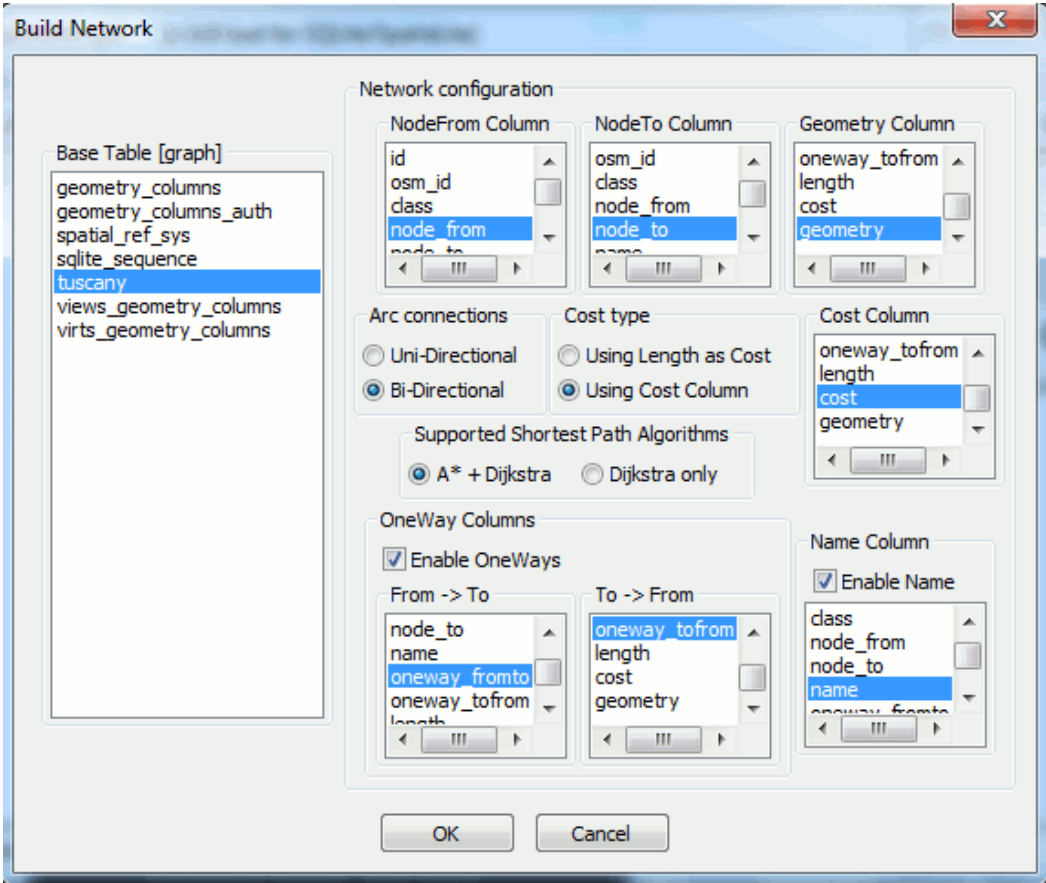 Build Network
Network configuration
Base Table [graph]
geometry_columns
geometry_columns_auth
spatial_ref_sys
sqlite_sequence
tuscany
views_geometry_columns
virts_geometry_columns
NodeFrom Column
id
osm_id
class
node_from
node_to
NodeTo Column
osm_id
class
node_from
node_to
name
Geometry Column
oneway_tofrom
length
cost
geometry
Arc connections
Uni-Directional
Bi-Directional
Cost type
Using Length as Cost
Using Cost Column
Cost Column
oneway_tofrom
length
cost
geometry
Supported Shortest Path Algorithms
A* + Dijkstra
Dijkstra only
OneWay Columns
Enable OneWays
From -> To
node_to
name
oneway_fromto
oneway_tofrom
length
To -> From
oneway_tofrom
length
cost
geometry
Name Column
Enable Name
class
node_from
node_to
name
oneway_fromto
OK
Cancel